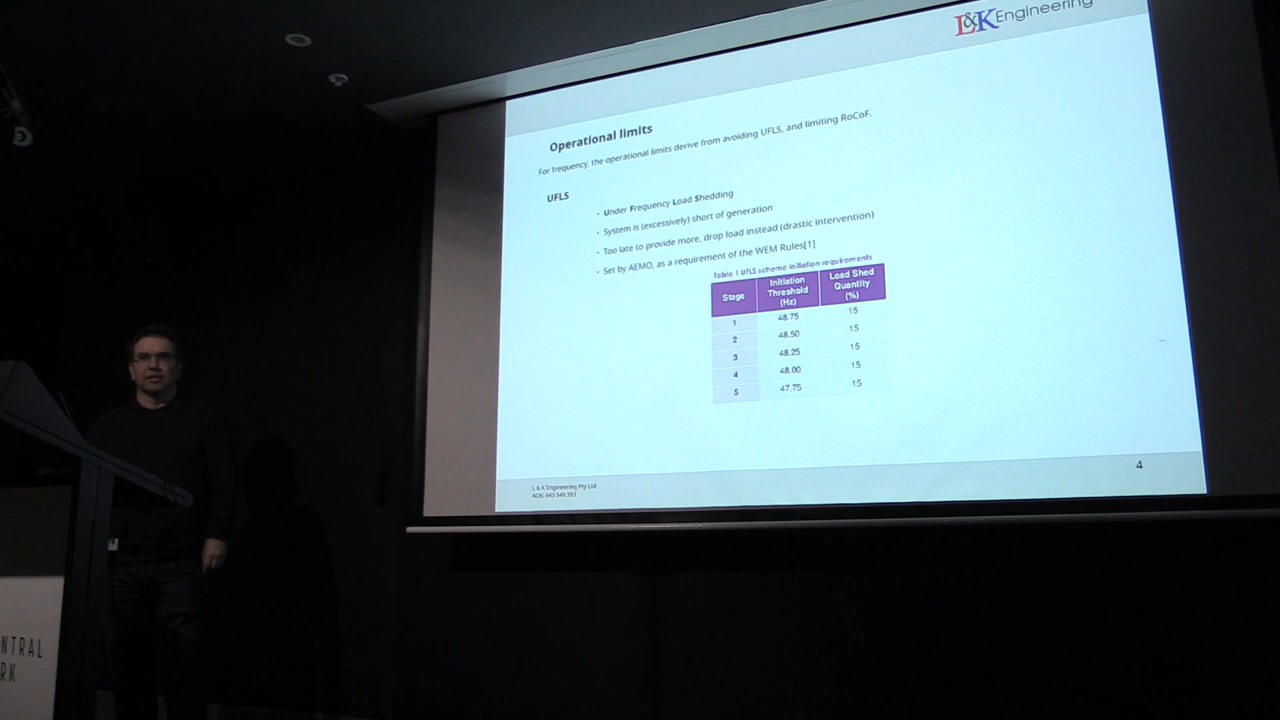 L&K Engineering
Operational limits
For frequency, the operational limits derive from avoiding UFLS, and limiting RoCoF.
UFLS
• Under Frequency Load Shedding
• System is (excessively) short of generation
• Too late to provide more, drop load instead (drastic intervention)
• Set by AEMO, as a requirement of the WEM Rules[1]
Table 1 UFLS scheme initiation requirements
Stage Initiation Threshold (Hz) Load Shed Quantity (%)
1 48.75 15
2 48.50 15
3 48.25 15
4 48.00 15
5 47.75 15
L & K Engineering Pty Ltd
ACN: 643 549 393
4
NTRAL
RK